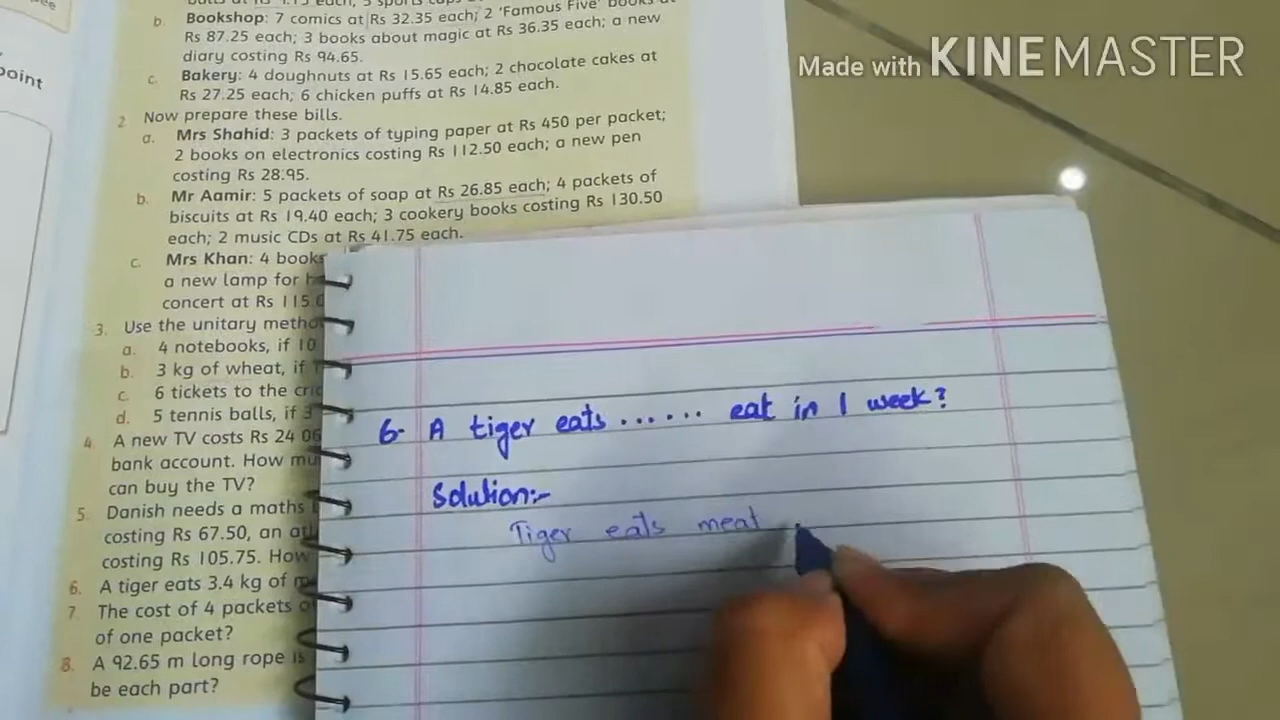 Made with KINEMASTER
point
b. Bookshop: 7 comics at Rs 32.35 each; 2 'Famous Five' books at
Rs 87.25 each; 3 books about magic at Rs 36.35 each; a new
diary costing Rs 94.65.
c. Bakery: 4 doughnuts at Rs 15.65 each; 2 chocolate cakes at
Rs 27.25 each; 6 chicken puffs at Rs 14.85 each.
2. Now prepare these bills.
a. Mrs Shahid: 3 packets of typing paper at Rs 450 per packet;
2 books on electronics costing Rs 112.50 each; a new pen
costing Rs 28.95.
b. Mr Aamir: 5 packets of soap at Rs 26.85 each; 4 packets of
biscuits at Rs 19.40 each; 3 cookery books costing Rs 130.50
each; 2 music CDs at Rs 41.75 each.
c. Mrs Khan: 4 books
a new lamp for
concert at Rs 115
3. Use the unitary
a. 4 notebooks, if 10
b. 3 kg of wheat, if
c. 6 tickets to the
d. 5 tennis balls, if 3
4. A new TV costs Rs 24 06
bank account. How
can buy the TV?
5. Danish needs a maths
costing Rs 67.50, an
costing Rs 105.75. How
6. A tiger eats 3.4 kg of
7. The cost of 4 packets
of one packet?
8. A 92.65 m long rope is
be each part?
6. A tiger eats ...... eat in 1 week?
Solution:-
Tiger eats meat